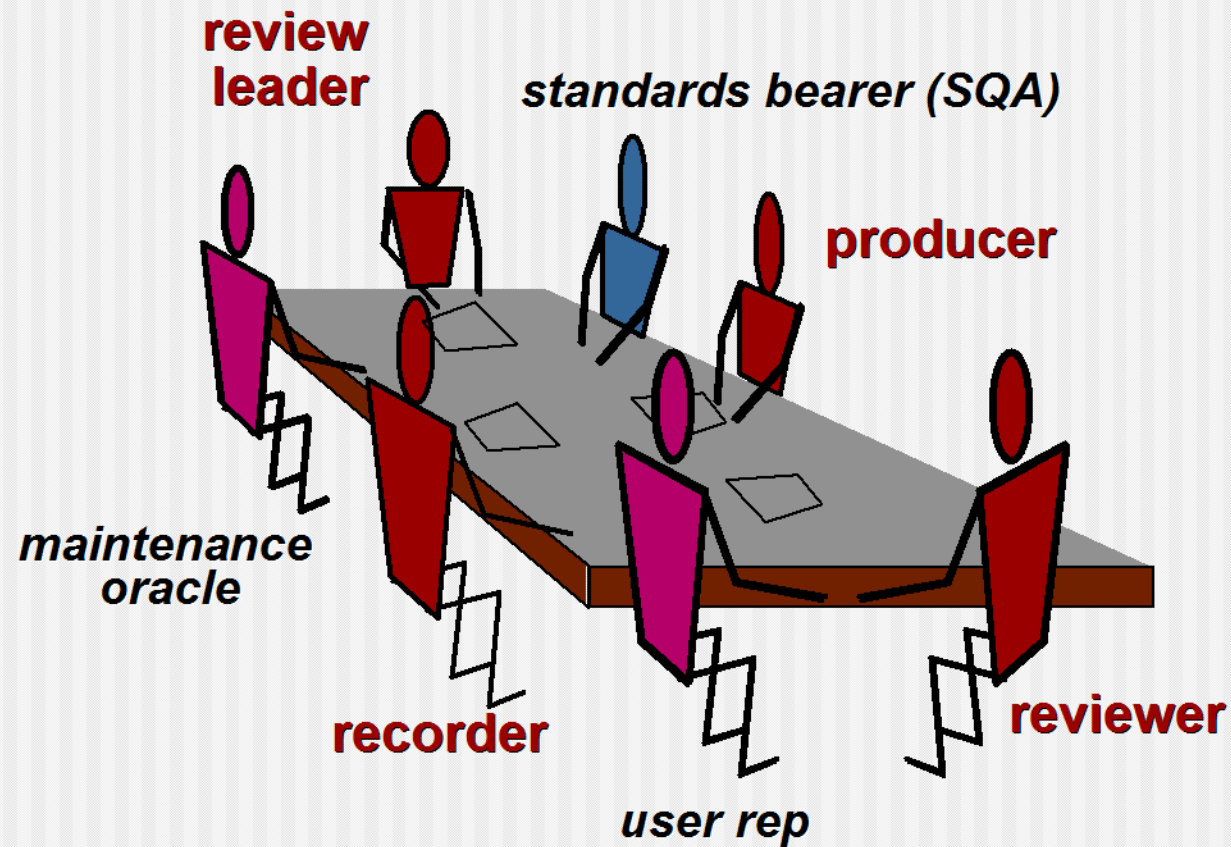 review
leader
standards bearer (SQA)
producer
maintenance
oracle
recorder
reviewer
user rep